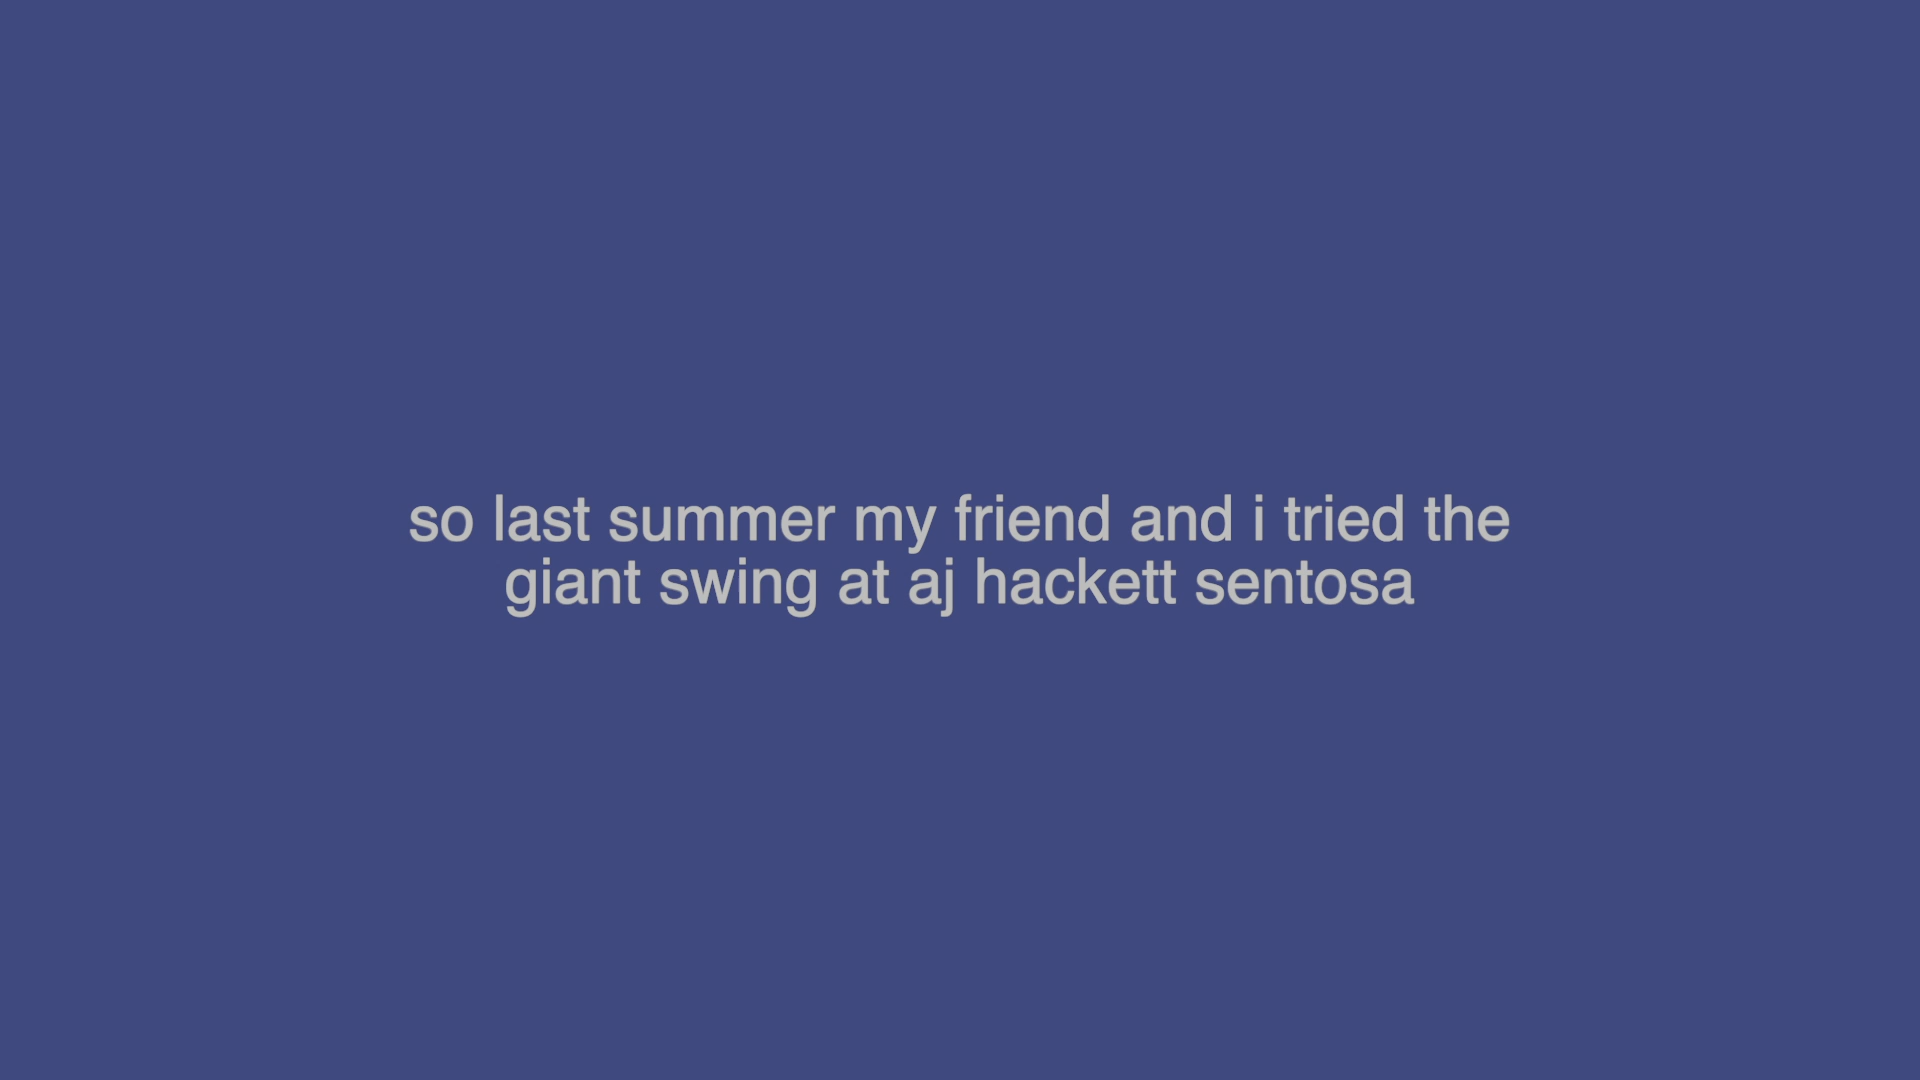 so last summer my friend and i tried the
giant swing at aj hackett sentosa